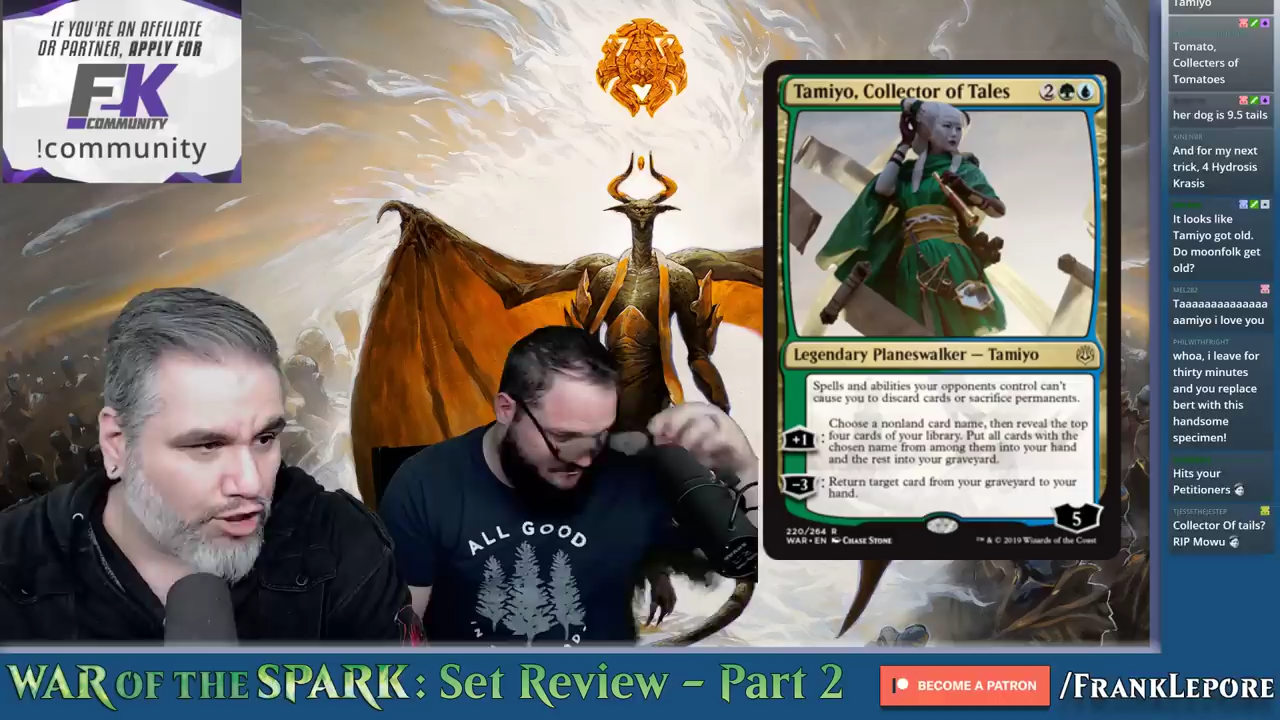 IF YOU'RE AN AFFILIATE
OR PARTNER, APPLY FOR
FK
COMMUNITY
!community
Tamiyo, Collector of Tales 2
Legendary Planeswalker — Tamiyo
Spells and abilities your opponents control can't
cause you to discard cards or sacrifice permanents.
+1 : Choose a nonland card name, then reveal the top
four cards of your library. Put all cards with the
chosen name from among them into your hand
and the rest into your graveyard.
-3 : Return target card from your graveyard to your
hand.
5
220/264 R
WAR • EN CHASE STONE
™ & © 2019 Wizards of the Coast
ALL GOOD
Tamiyo
Tomato,
Collecters of
Tomatoes
her dog is 9.5 tails
And for my next
trick, 4 Hydrosis
Krasis
It looks like
Tamiyo got old.
Do moonfolk get
old?
MEL282
Taaaaaaaaaaaaa
aamiyo i love you
PHILWITHFRIGHT
whoa, i leave for
thirty minutes
and you replace
bert with this
handsome
specimen!
Hits your
Petitioners
TJESTETHEJESTER
Collector Of tails?
RIP Mowu
WAR OF THE SPARK: Set Review - Part 2
BECOME A PATRON
/FRANKLEPORE